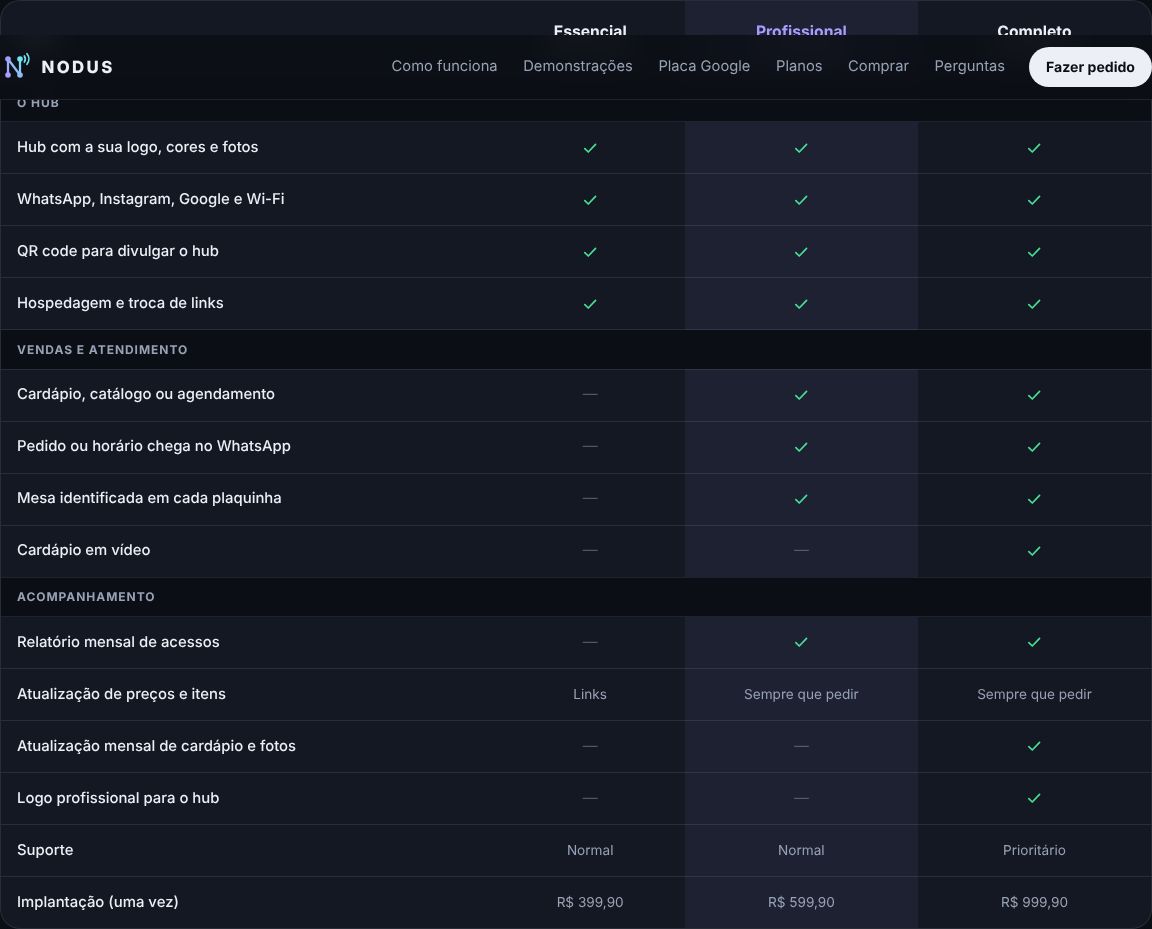 Essencial Profissional Completo
NODUS Como funciona Demonstrações Placa Google Planos Comprar Perguntas Fazer pedido
O HUB
Hub com a sua logo, cores e fotos
WhatsApp, Instagram, Google e Wi-Fi
QR code para divulgar o hub
Hospedagem e troca de links
VENDAS E ATENDIMENTO
Cardápio, catálogo ou agendamento —
Pedido ou horário chega no WhatsApp —
Mesa identificada em cada plaquinha —
Cardápio em vídeo — —
ACOMPANHAMENTO
Relatório mensal de acessos —
Atualização de preços e itens Links Sempre que pedir Sempre que pedir
Atualização mensal de cardápio e fotos — —
Logo profissional para o hub — —
Suporte Normal Normal Prioritário
Implantação (uma vez) R$ 399,90 R$ 599,90 R$ 999,90